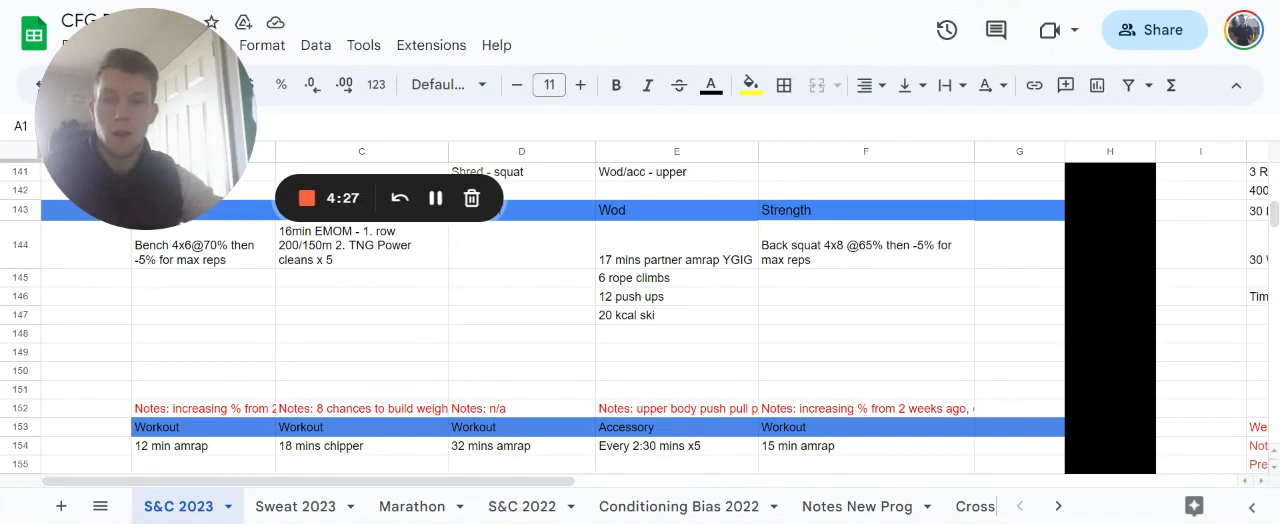 CFG
Format Data Tools Extensions Help
Share
% .0 .00 123 Defaul... 11 B I A
A1
C D E F G H I
141 Shred - squat Wod/acc - upper 3 R
142 400
143 Wod Strength 30
4:27
144 Bench 4x6@70% then -5% for max reps
16min EMOM - 1. row 200/150m 2. TNG Power cleans x 5
17 mins partner amrap YGIG
Back squat 4x8 @65% then -5% for max reps
30
145 6 rope climbs
146 12 push ups Tim
147 20 kcal ski
148
149
150
151
152 Notes: increasing % from 2 Notes: 8 chances to build weigh Notes: n/a Notes: upper body push pull p Notes: increasing % from 2 weeks ago,
153 Workout Workout Workout Accessory Workout We
154 12 min amrap 18 mins chipper 32 mins amrap Every 2:30 mins x5 15 min amrap Not
155 Pre
S&C 2023 Sweat 2023 Marathon S&C 2022 Conditioning Bias 2022 Notes New Prog Cross